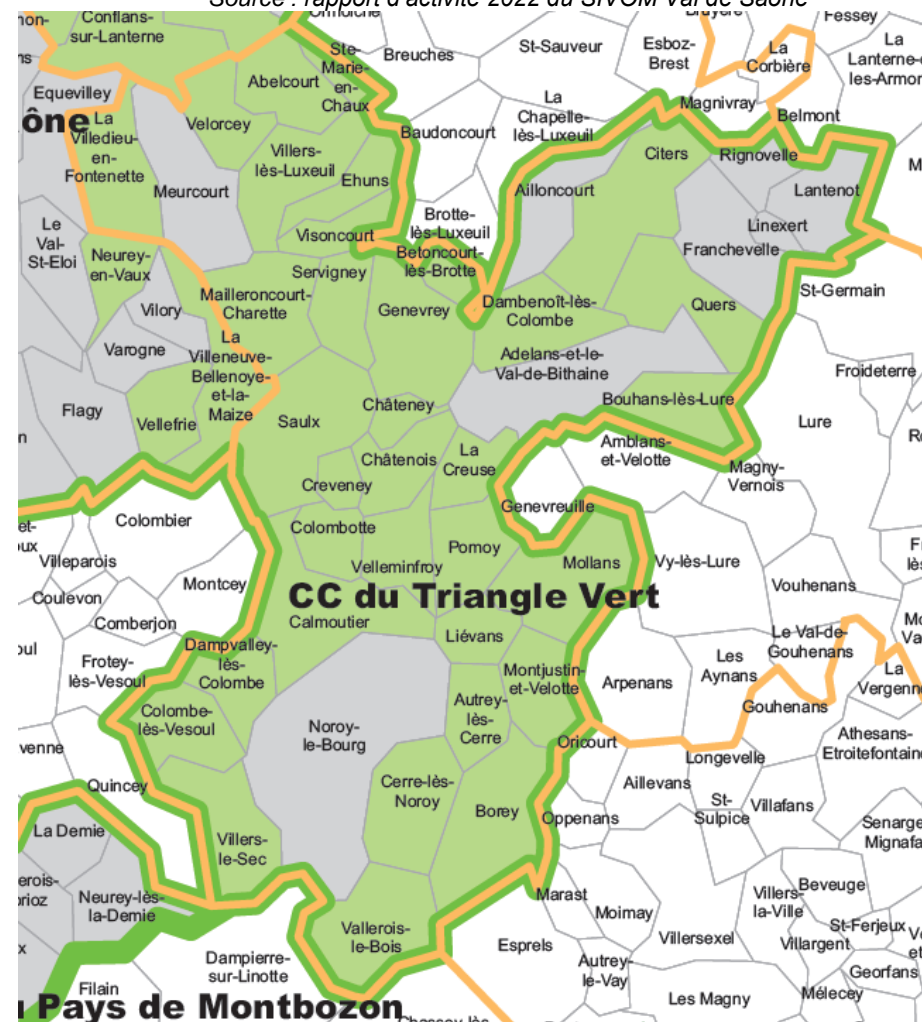 Source : rapport d'activité 2022 du SIVOM Val de Saône
Conflans-
sur-Lanterne
Ste-
Marie-
en-
Chaux
Breuches
St-Sauveur
Esboz-
Brest
La
Corbière
Fessey
La
Lanterne-
les-Armon
Equevilley
Abelcourt
La
Chapelle-
lès-Luxeuil
Magnivray
Belmont
ône
La
Villedieu-
en-
Fontenette
Velorcey
Baudoncourt
Villers-
lès-Luxeuil
Ehuns
Citers
Rignovelle
Meurcourt
Ailloncourt
Lantenot
Le
Val-
St-Eloi
Visoncourt
Brotte-
lès-Luxeuil
Linexert
Neurey-
en-Vaux
Servigney
Betoncourt-
lès-Brotte
Franchevelle
Vilory
Mailleroncourt-
Charette
Genevrey
Dambenoît-lès-
Colombe
Quers
St-Germain
Varogne
La
Villeneuve-
Bellenoye-
et-la-
Maize
Adelans-et-le-
Val-de-Bithaine
Froideterre
Flagy
Vellefrie
Saulx
Châteney
Bouhans-lès-Lure
Lure
Châtenois
La
Creuse
Amblans-
et-Velotte
Magny-
Vernois
Creveney
Genevreuille
Colombier
Colombotte
Villeparois
Pomoy
Velleminfroy
Mollans
Vy-lès-Lure
Montcey
Vouhenans
Coulevon
CC du Triangle Vert
Comberjon
Calmoutier
Liévans
Le Val-de-
Gouhenans
Frotey-
lès-Vesoul
Dampvalley-
lès-
Colombe
Montjustin-
et-Velotte
Arpenans
Les
Aynans
La
Vergenne
Colombe-
lès-Vesoul
Noroy-
le-Bourg
Autrey-
lès-
Cerre
Gouhenans
Oricourt
Athesans-
Etroitefontaine
Longevelle
Quincey
Cerre-lès-
Noroy
Aillevans
Borey
Oppenans
St-
Sulpice
Villafans
La Demie
Villers-
le-Sec
Senarge
Mignafa
Neurey-lès-
la-Demie
Marast
Moimay
Villers-
la-Ville
Beveuge
Vallerois-
le-Bois
Esprels
Villersexel
St-Ferjeux
Villargent
Dampierre-
sur-Linotte
Autrey-
le-Vay
Georfans
Filain
Les Magny
Mélecey
Pays de Montbozon